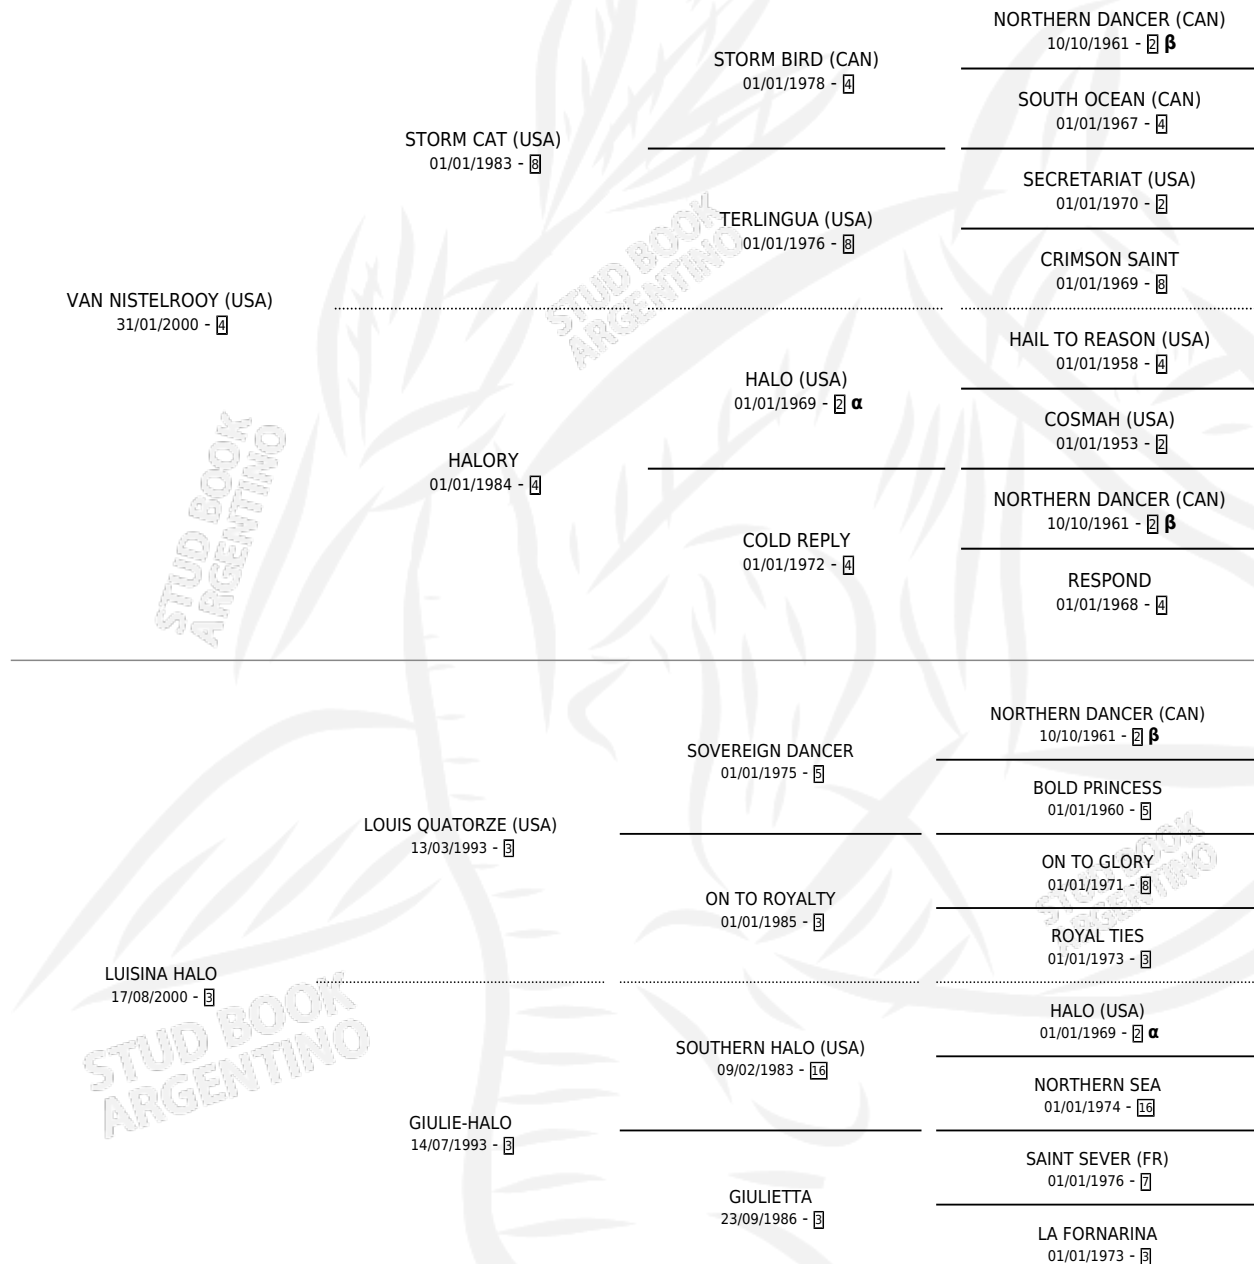 NORTHERN DANCER (CAN)
10/10/1961 - 2 β
STORM BIRD (CAN)
01/01/1978 - 4
SOUTH OCEAN (CAN)
01/01/1967 - 4
STORM CAT (USA)
01/01/1983 - 8
SECRETARIAT (USA)
01/01/1970 - 2
TERLINGUA (USA)
01/01/1976 - 8
CRIMSON SAINT
01/01/1969 - 8
VAN NISTELROOY (USA)
31/01/2000 - 4
HAIL TO REASON (USA)
01/01/1958 - 4
HALO (USA)
01/01/1969 - 2 α
COSMAH (USA)
01/01/1953 - 2
HALORY
01/01/1984 - 4
NORTHERN DANCER (CAN)
10/10/1961 - 2 β
COLD REPLY
01/01/1972 - 4
RESPOND
01/01/1968 - 4
NORTHERN DANCER (CAN)
10/10/1961 - 2 β
SOVEREIGN DANCER
01/01/1975 - 5
BOLD PRINCESS
01/01/1960 - 5
LOUIS QUATORZE (USA)
13/03/1993 - 3
ON TO GLORY
01/01/1971 - 8
ON TO ROYALTY
01/01/1985 - 3
ROYAL TIES
01/01/1973 - 3
LUISINA HALO
17/08/2000 - 3
HALO (USA)
01/01/1969 - 2 α
SOUTHERN HALO (USA)
09/02/1983 - 16
NORTHERN SEA
01/01/1974 - 16
GIULIE-HALO
14/07/1993 - 3
SAINT SEVER (FR)
01/01/1976 - 7
GIULIETTA
23/09/1986 - 3
LA FORNARINA
01/01/1973 - 3
STUD BOOK
ARGENTINO
STUD BOOK
ARGENTINO
STUD BOOK
ARGENTINO
STUD BOOK
ARGENTINO